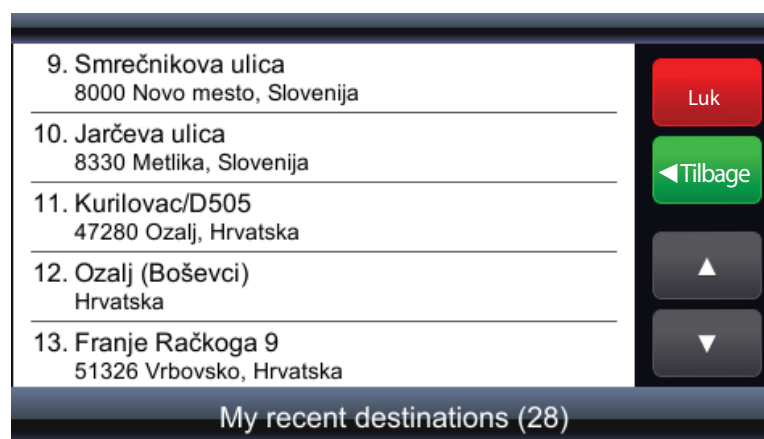 9. Smrečnikova ulica
8000 Novo mesto, Slovenija
10. Jarčeva ulica
8330 Metlika, Slovenija
11. Kurilovac/D505
47280 Ozalj, Hrvatska
12. Ozalj (Boševci)
Hrvatska
13. Franje Račkoga 9
51326 Vrbovsko, Hrvatska
Luk
◀Tilbage
▲
▼
My recent destinations (28)